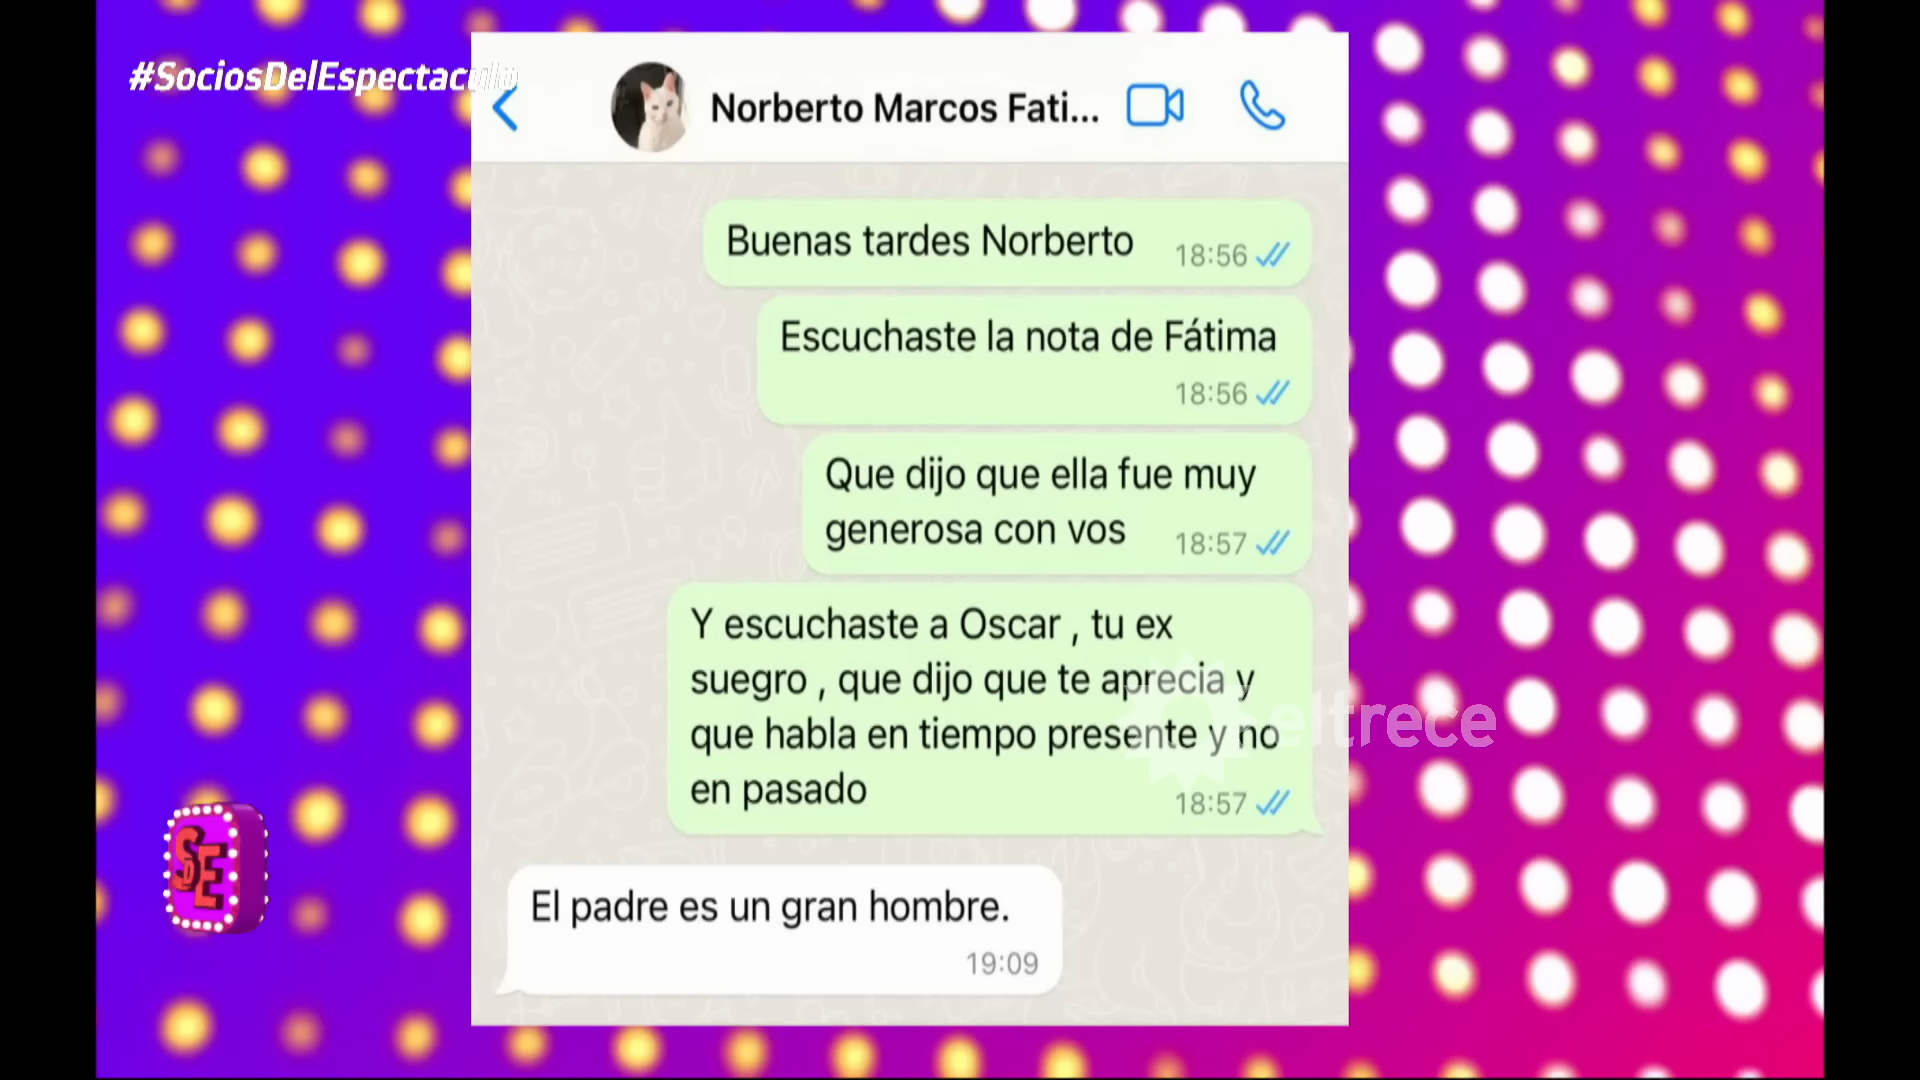 #SociosDelEspectaculo
Norberto Marcos Fati...
Buenas tardes Norberto
18:56
Escuchaste la nota de Fátima
18:56
Que dijo que ella fue muy
generosa con vos
18:57
Y escuchaste a Oscar , tu ex
suegro , que dijo que te aprecia y
que habla en tiempo presente y no
en pasado
18:57
eltrece
El padre es un gran hombre.
19:09
SDE